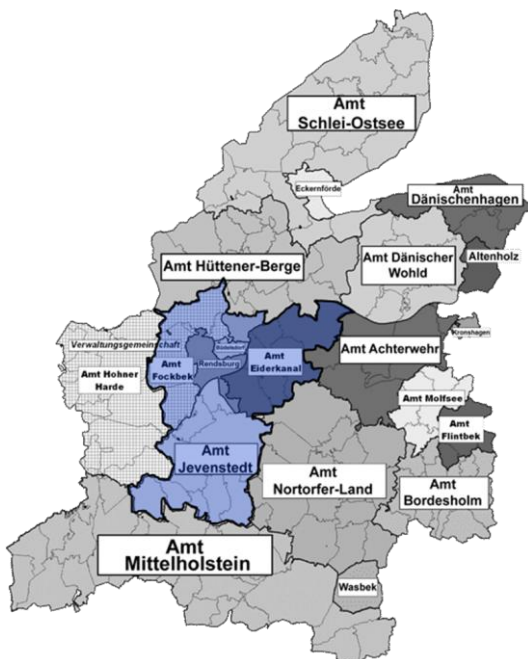 Amt
Schlei-Ostsee
Eckernförde
Amt
Dänischenhagen
Altenholz
Amt Dänischer
Wohld
Amt Hüttener-Berge
Kronshagen
Verwaltungsgemeinschaft
Amt Hohner
Harde
Amt
Fockbek
Büdelsdorf
Rendsburg
Amt
Eiderkanal
Amt Achterwehr
Amt Molfsee
Amt
Flintbek
Amt
Jevenstedt
Amt
Nortorfer-Land
Amt
Bordesholm
Amt
Mittelholstein
Wasbek